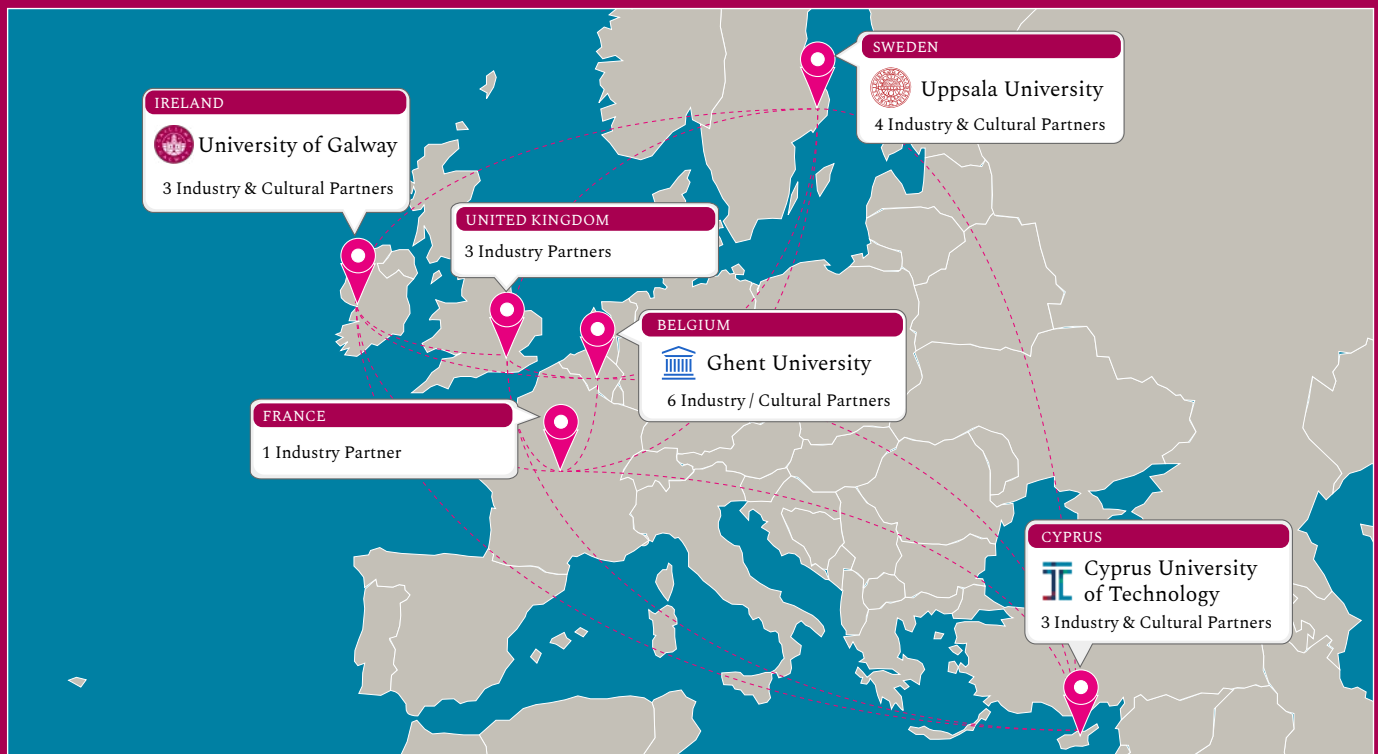 SWEDEN
Uppsala University
4 Industry & Cultural Partners
IRELAND
University of Galway
3 Industry & Cultural Partners
UNITED KINGDOM
3 Industry Partners
BELGIUM
Ghent University
6 Industry / Cultural Partners
FRANCE
1 Industry Partner
CYPRUS
Cyprus University
of Technology
3 Industry & Cultural Partners